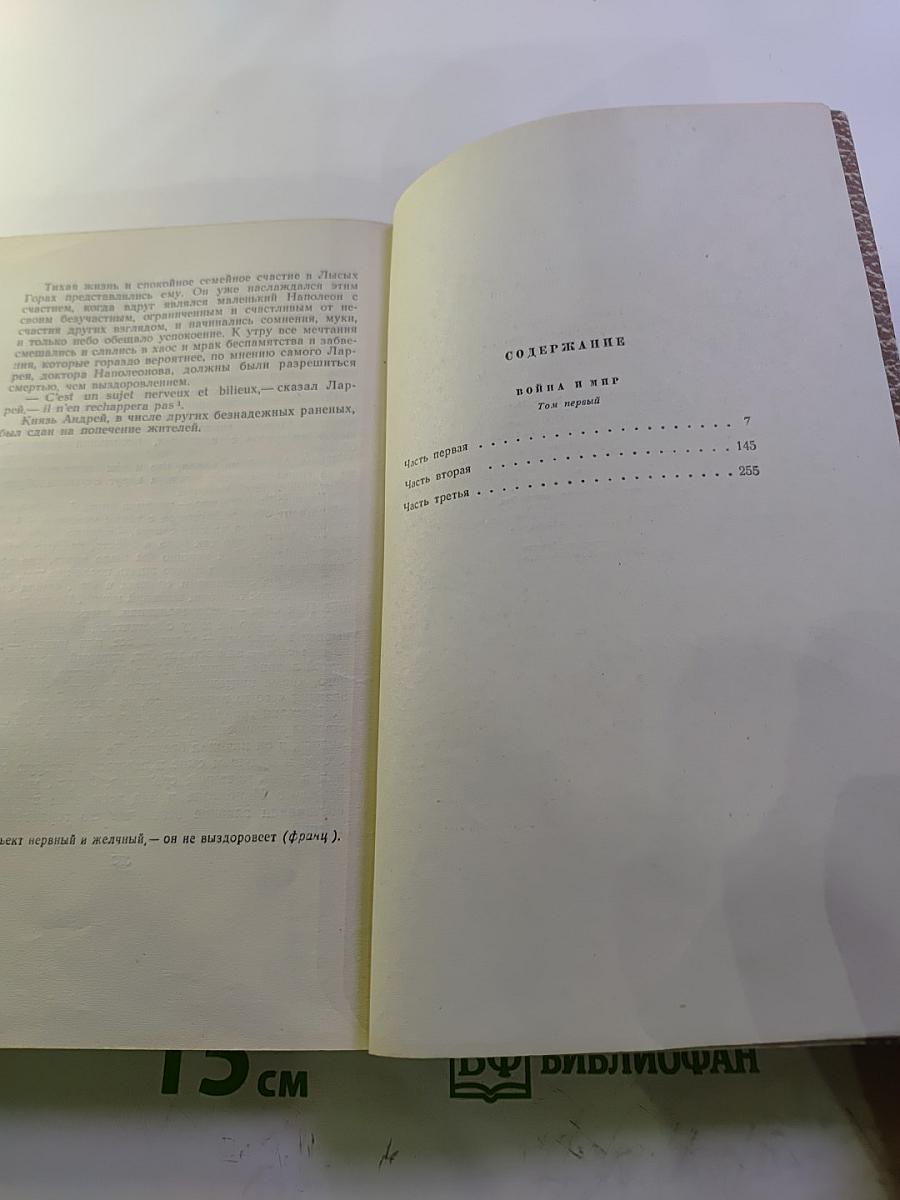 Тихая жизнь и спокойное семейное счастие в Лысых
Горах представлялись ему. Он уже наслаждался этим
счастием, когда вдруг являлся маленький Наполеон с
своим безучастным, ограниченным и счастливым от не-
счастия других взглядом, и начинались сомнения, муки,
и только небо обещало успокоение. К утру все мечтания
смешались и слились в хаос и мрак беспамятства и забве-
ния, которые гораздо вероятнее, по мнению самого Лар-
рея, доктора Наполеонова, должны были разрешиться
смертью, чем выздоровлением.
— C'est un sujet nerveux et bilieux,— сказал Лар-
рей,— il n'en rechappera pas ¹.
Князь Андрей, в числе других безнадежных раненых,
был сдан на попечение жителей.
ъект нервный и желчный,— он не выздоровеет (франц ).
СОДЕРЖАНИЕ
ВОЙНА И МИР
Том первый
Часть первая . . . . . . . . . . . . . . . . . . . 7
Часть вторая . . . . . . . . . . . . . . . . . . . 145
Часть третья . . . . . . . . . . . . . . . . . . . 255
15 см
БФ БИБЛИОФАН